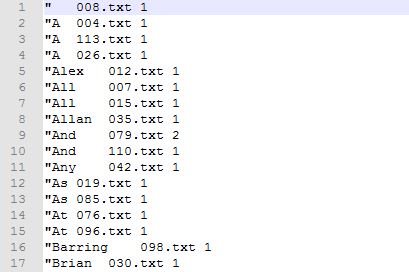 1 "   008.txt 1
2 "A  004.txt 1
3 "A  113.txt 1
4 "A  026.txt 1
5 "Alex   012.txt 1
6 "All    007.txt 1
7 "All    015.txt 1
8 "Allan  035.txt 1
9 "And    079.txt 2
10 "And    110.txt 1
11 "Any    042.txt 1
12 "As 019.txt 1
13 "As 085.txt 1
14 "At 076.txt 1
15 "At 096.txt 1
16 "Barring    098.txt 1
17 "Brian  030.txt 1